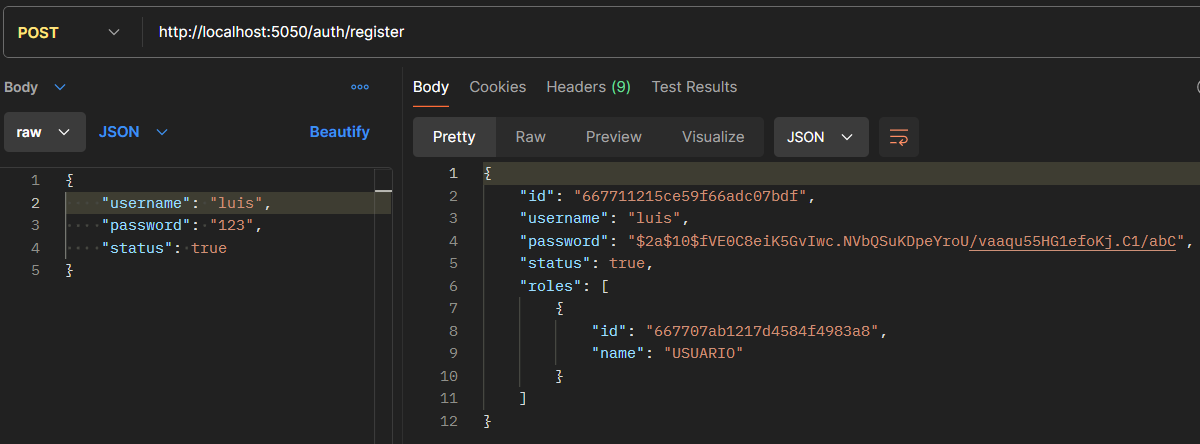 POST http://localhost:5050/auth/register
Body
raw JSON Beautify
1 {
2 "username": "luis",
3 "password": "123",
4 "status": true
5 }
Body Cookies Headers (9) Test Results
Pretty Raw Preview Visualize JSON
1 {
2 "id": "667711215ce59f66adc07bdf",
3 "username": "luis",
4 "password": "$2a$10$fVE0C8eiK5GvIwc.NVbQSuKDpeYroU/vaaqu55HG1efoKj.C1/abC",
5 "status": true,
6 "roles": [
7 {
8 "id": "667707ab1217d4584f4983a8",
9 "name": "USUARIO"
10 }
11 ]
12 }